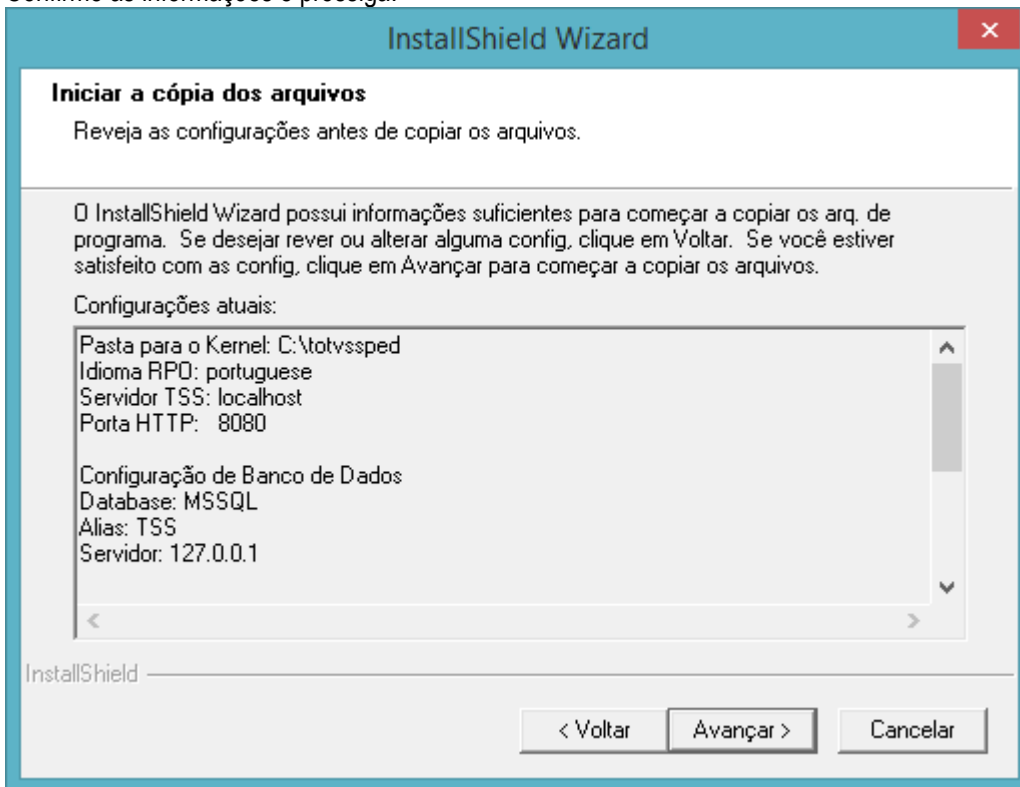 Confirme as informações e prossiga.
InstallShield Wizard
Iniciar a cópia dos arquivos
Reveja as configurações antes de copiar os arquivos.
O InstallShield Wizard possui informações suficientes para começar a copiar os arq. de
programa. Se desejar rever ou alterar alguma config, clique em Voltar. Se você estiver
satisfeito com as config, clique em Avançar para começar a copiar os arquivos.
Configurações atuais:
Pasta para o Kernel: C:\totvssped
Idioma RPO: portuguese
Servidor TSS: localhost
Porta HTTP: 8080
Configuração de Banco de Dados
Database: MSSQL
Alias: TSS
Servidor: 127.0.0.1
InstallShield
< Voltar
Avançar >
Cancelar